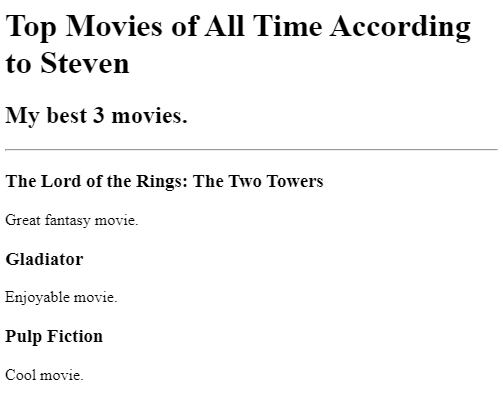 Top Movies of All Time According
to Steven
My best 3 movies.
The Lord of the Rings: The Two Towers
Great fantasy movie.
Gladiator
Enjoyable movie.
Pulp Fiction
Cool movie.